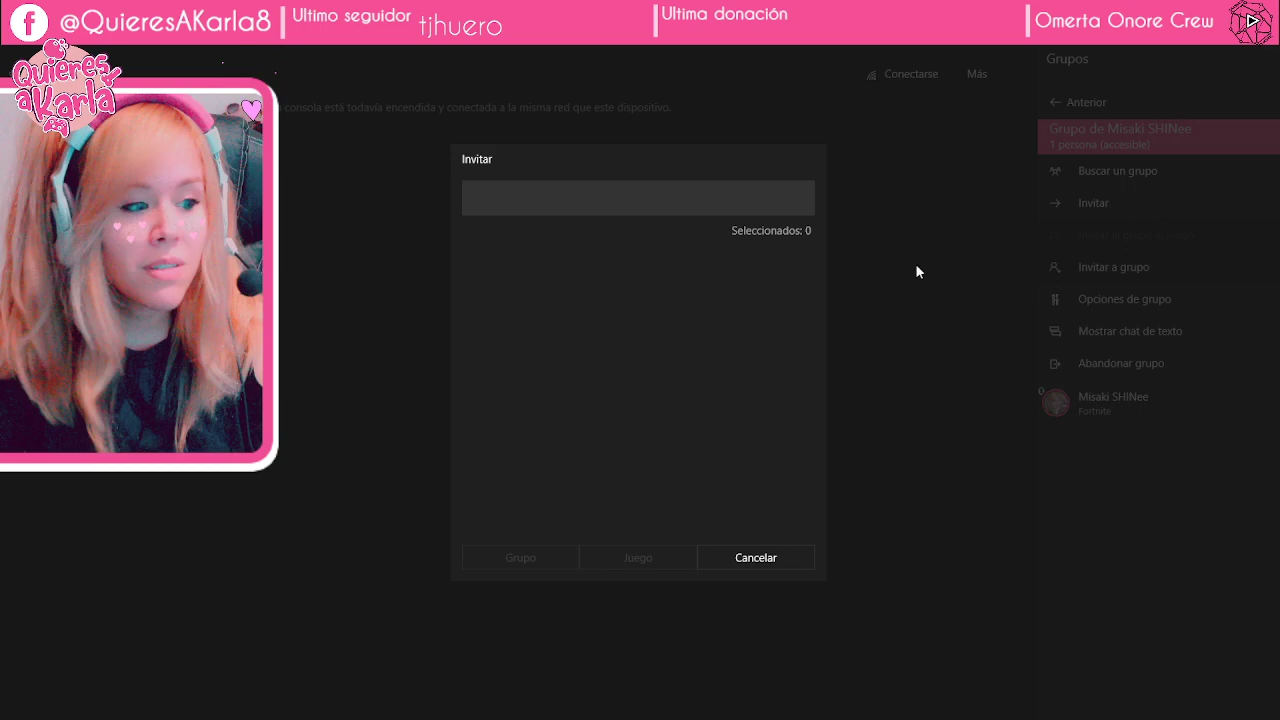 @QuieresAKarla8
Ultimo seguidor
tjhuero
Ultima donación
Omerta Onore Crew
Quieres
a Karla
Conectarse
Más
consola está todavía encendida y conectada a la misma red que este dispositivo.
Invitar
Seleccionados: 0
Grupo
Juego
Cancelar
Grupos
Anterior
Grupo de Misaki SHINee
1 persona (accesible)
Buscar un grupo
Invitar
Invitar a grupo
Opciones de grupo
Mostrar chat de texto
Abandonar grupo
Misaki SHINee
Fortnite